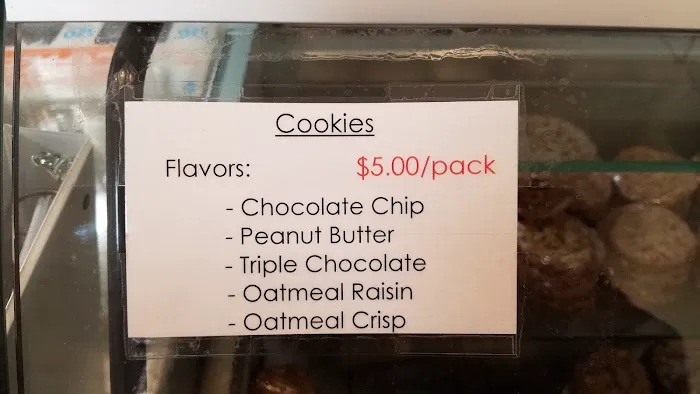 Cookies
Flavors: $5.00/pack
- Chocolate Chip
- Peanut Butter
- Triple Chocolate
- Oatmeal Raisin
- Oatmeal Crisp